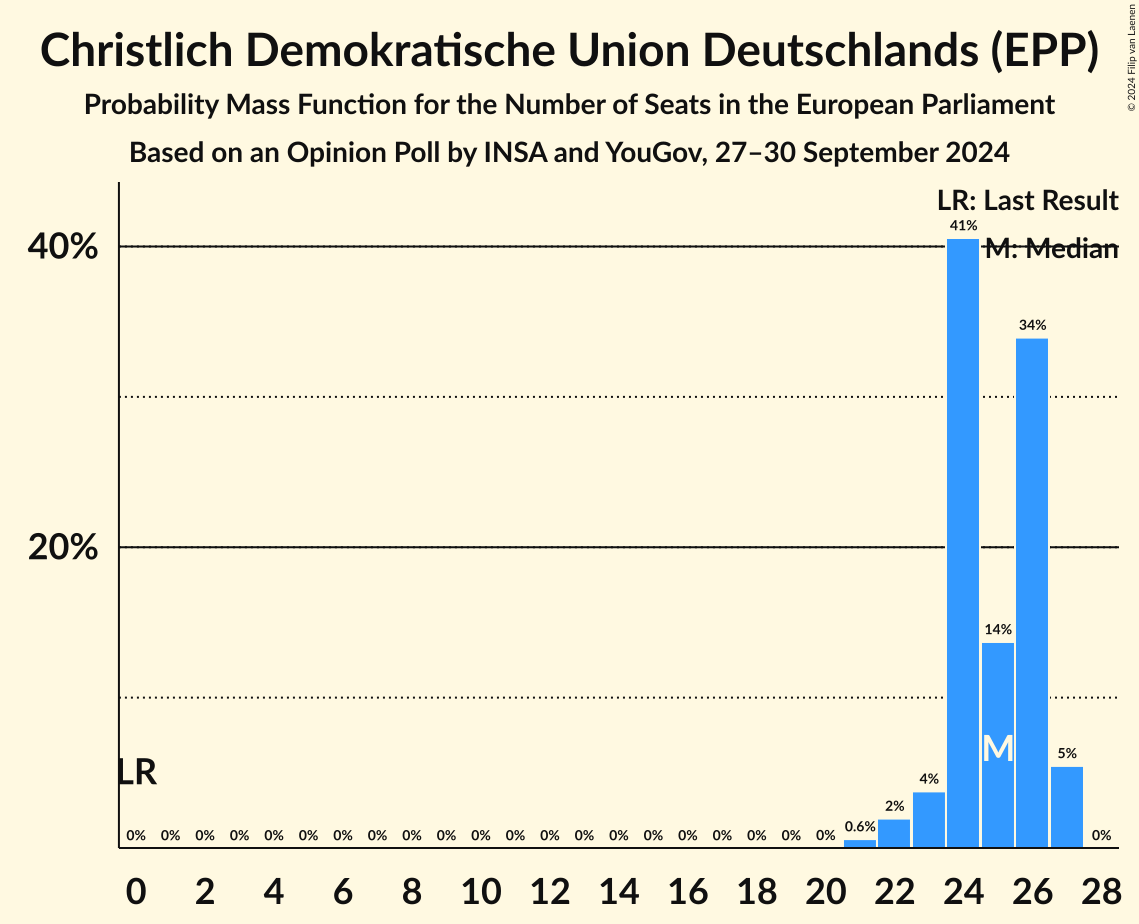 Christlich Demokratische Union Deutschlands (EPP)
Probability Mass Function for the Number of Seats in the European Parliament
Based on an Opinion Poll by INSA and YouGov, 27–30 September 2024
© 2024 Filip van Laenen
LR: Last Result
M: Median
40%
20%
41%
34%
14%
5%
4%
2%
0.6%
0% 0% 0% 0% 0% 0% 0% 0% 0% 0% 0% 0% 0% 0% 0% 0% 0% 0% 0% 0% 0% 0%
LR
M
0 2 4 6 8 10 12 14 16 18 20 22 24 26 28